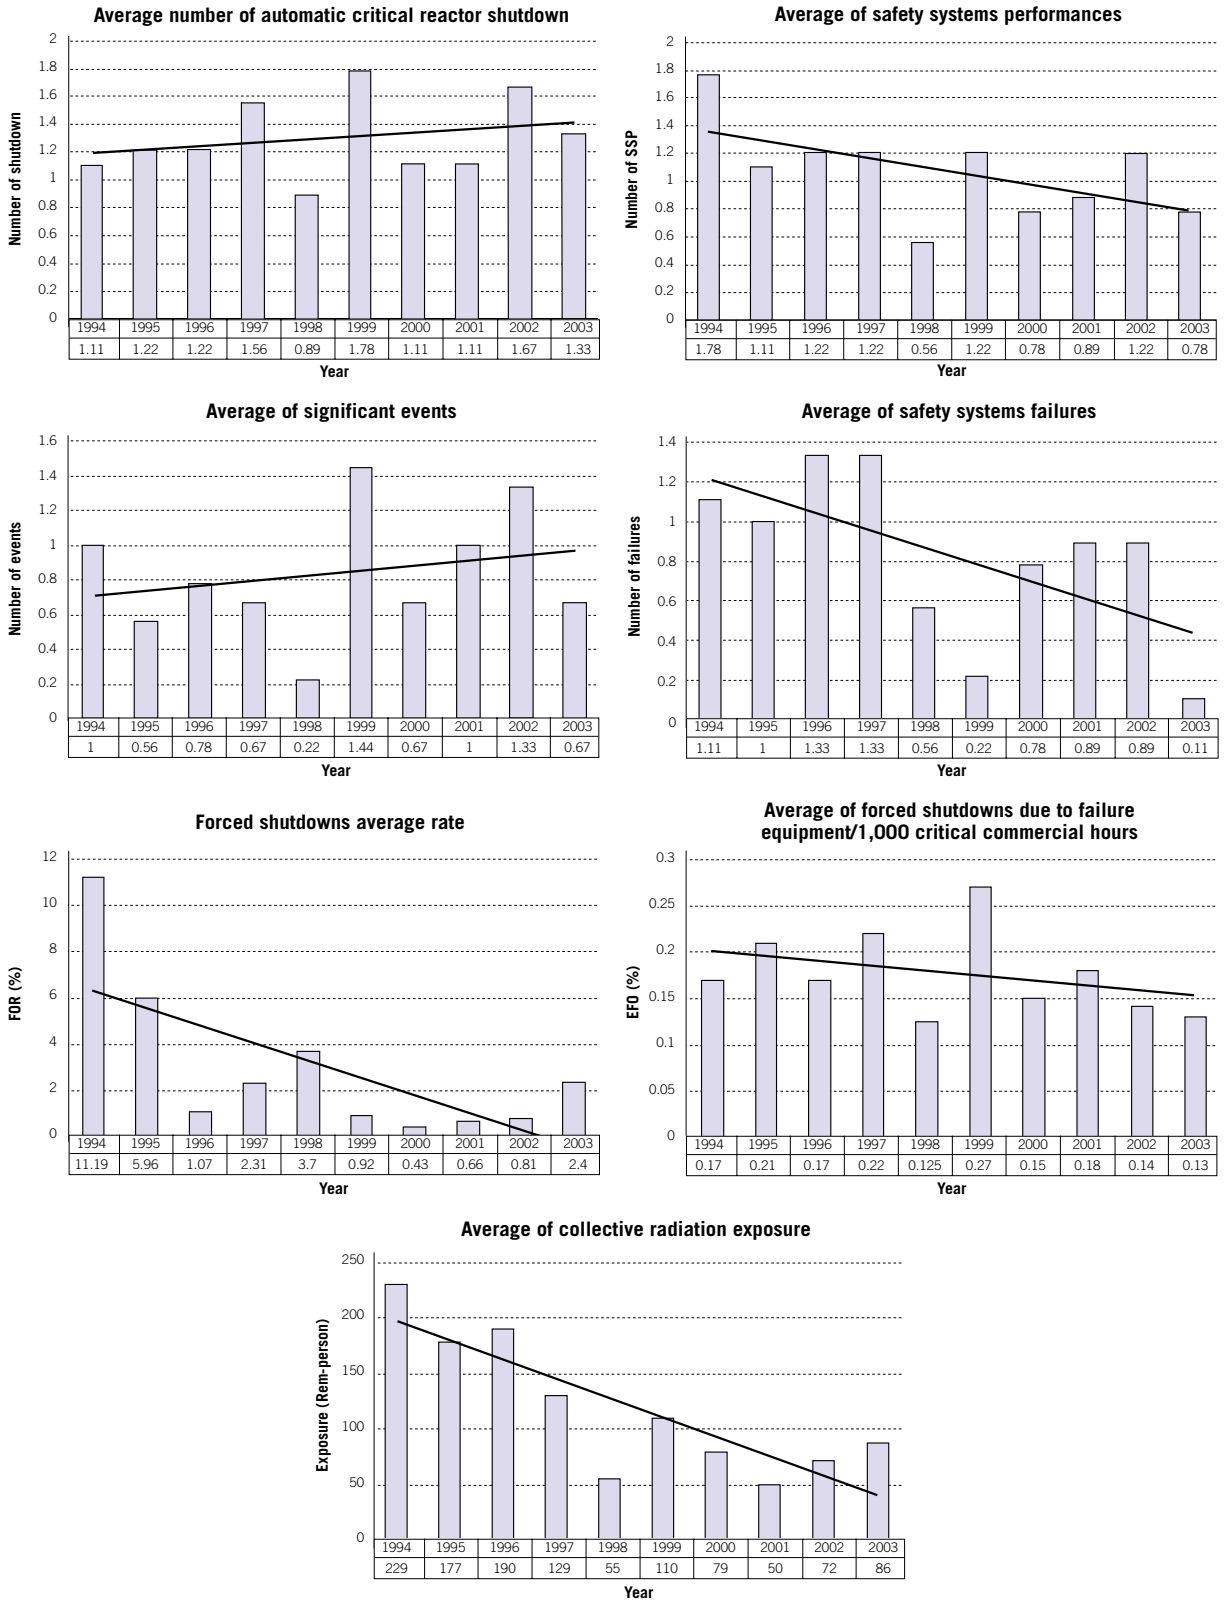 Average number of automatic critical reactor shutdown
Number of shutdown
2
1.8
1.6
1.4
1.2
1
0.8
0.6
0.4
0.2
0
1994 1995 1996 1997 1998 1999 2000 2001 2002 2003
1.11 1.22 1.22 1.56 0.89 1.78 1.11 1.11 1.67 1.33
Year
Average of safety systems performances
Number of SSP
2
1.8
1.6
1.4
1.2
1
0.8
0.6
0.4
0.2
0
1994 1995 1996 1997 1998 1999 2000 2001 2002 2003
1.78 1.11 1.22 1.22 0.56 1.22 0.78 0.89 1.22 0.78
Year
Average of significant events
Number of events
1.6
1.4
1.2
1
0.8
0.6
0.4
0.2
0
1994 1995 1996 1997 1998 1999 2000 2001 2002 2003
1 0.56 0.78 0.67 0.22 1.44 0.67 1 1.33 0.67
Year
Average of safety systems failures
Number of failures
1.4
1.2
1
0.8
0.6
0.4
0.2
0
1994 1995 1996 1997 1998 1999 2000 2001 2002 2003
1.11 1 1.33 1.33 0.56 0.22 0.78 0.89 0.89 0.11
Year
Forced shutdowns average rate
FOR (%)
12
10
8
6
4
2
0
1994 1995 1996 1997 1998 1999 2000 2001 2002 2003
11.19 5.96 1.07 2.31 3.7 0.92 0.43 0.66 0.81 2.4
Year
Average of forced shutdowns due to failure
equipment/1,000 critical commercial hours
EFO (%)
0.3
0.25
0.2
0.15
0.1
0.05
0
1994 1995 1996 1997 1998 1999 2000 2001 2002 2003
0.17 0.21 0.17 0.22 0.125 0.27 0.15 0.18 0.14 0.13
Year
Average of collective radiation exposure
Exposure (Rem-person)
250
200
150
100
50
0
1994 1995 1996 1997 1998 1999 2000 2001 2002 2003
229 177 190 129 55 110 79 50 72 86
Year